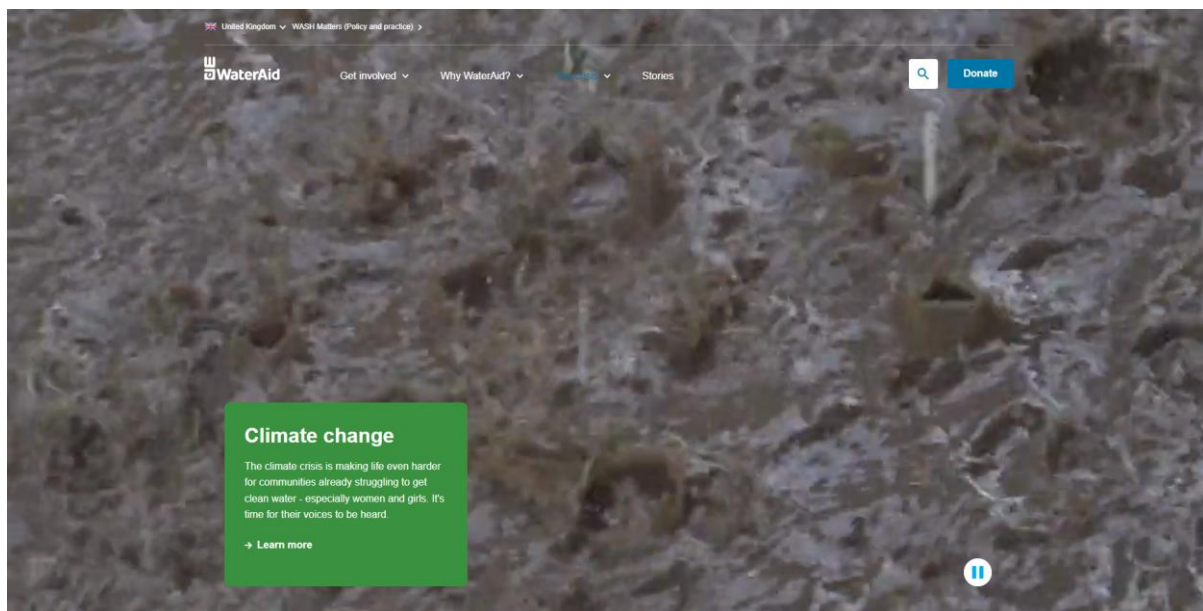 United Kingdom WASH Matters (Policy and practice)
WaterAid Get involved Why WaterAid? Stories Donate
Climate change
The climate crisis is making life even harder
for communities already struggling to get
clean water - especially women and girls. It's
time for their voices to be heard.
→ Learn more